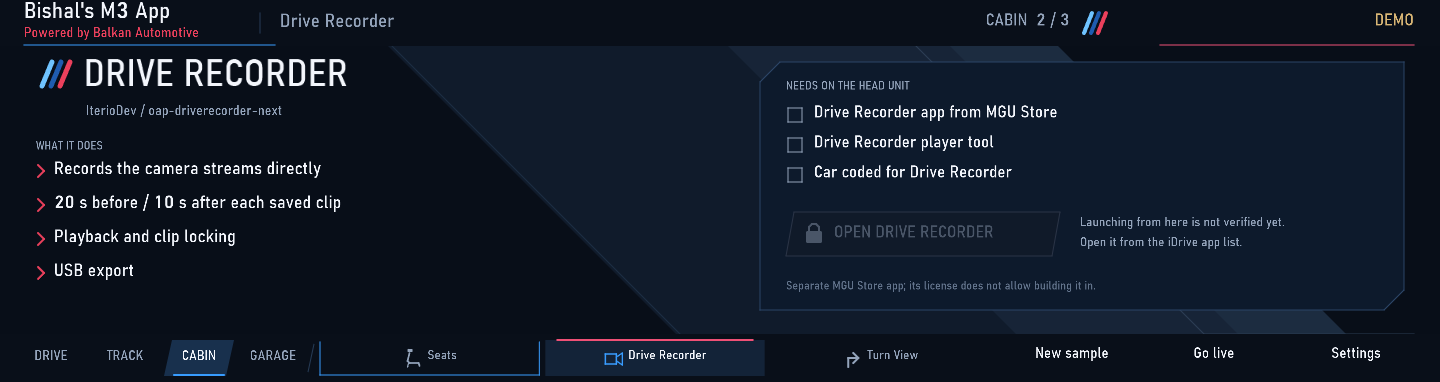 Bishal's M3 App
Powered by Balkan Automotive
Drive Recorder
CABIN 2 / 3
DEMO
DRIVE RECORDER
IterioDev / oap-driverecorder-next
WHAT IT DOES
Records the camera streams directly
20 s before / 10 s after each saved clip
Playback and clip locking
USB export
NEEDS ON THE HEAD UNIT
Drive Recorder app from MGU Store
Drive Recorder player tool
Car coded for Drive Recorder
OPEN DRIVE RECORDER
Launching from here is not verified yet.
Open it from the iDrive app list.
Separate MGU Store app; its license does not allow building it in.
DRIVE TRACK CABIN GARAGE Seats Drive Recorder Turn View New sample Go live Settings